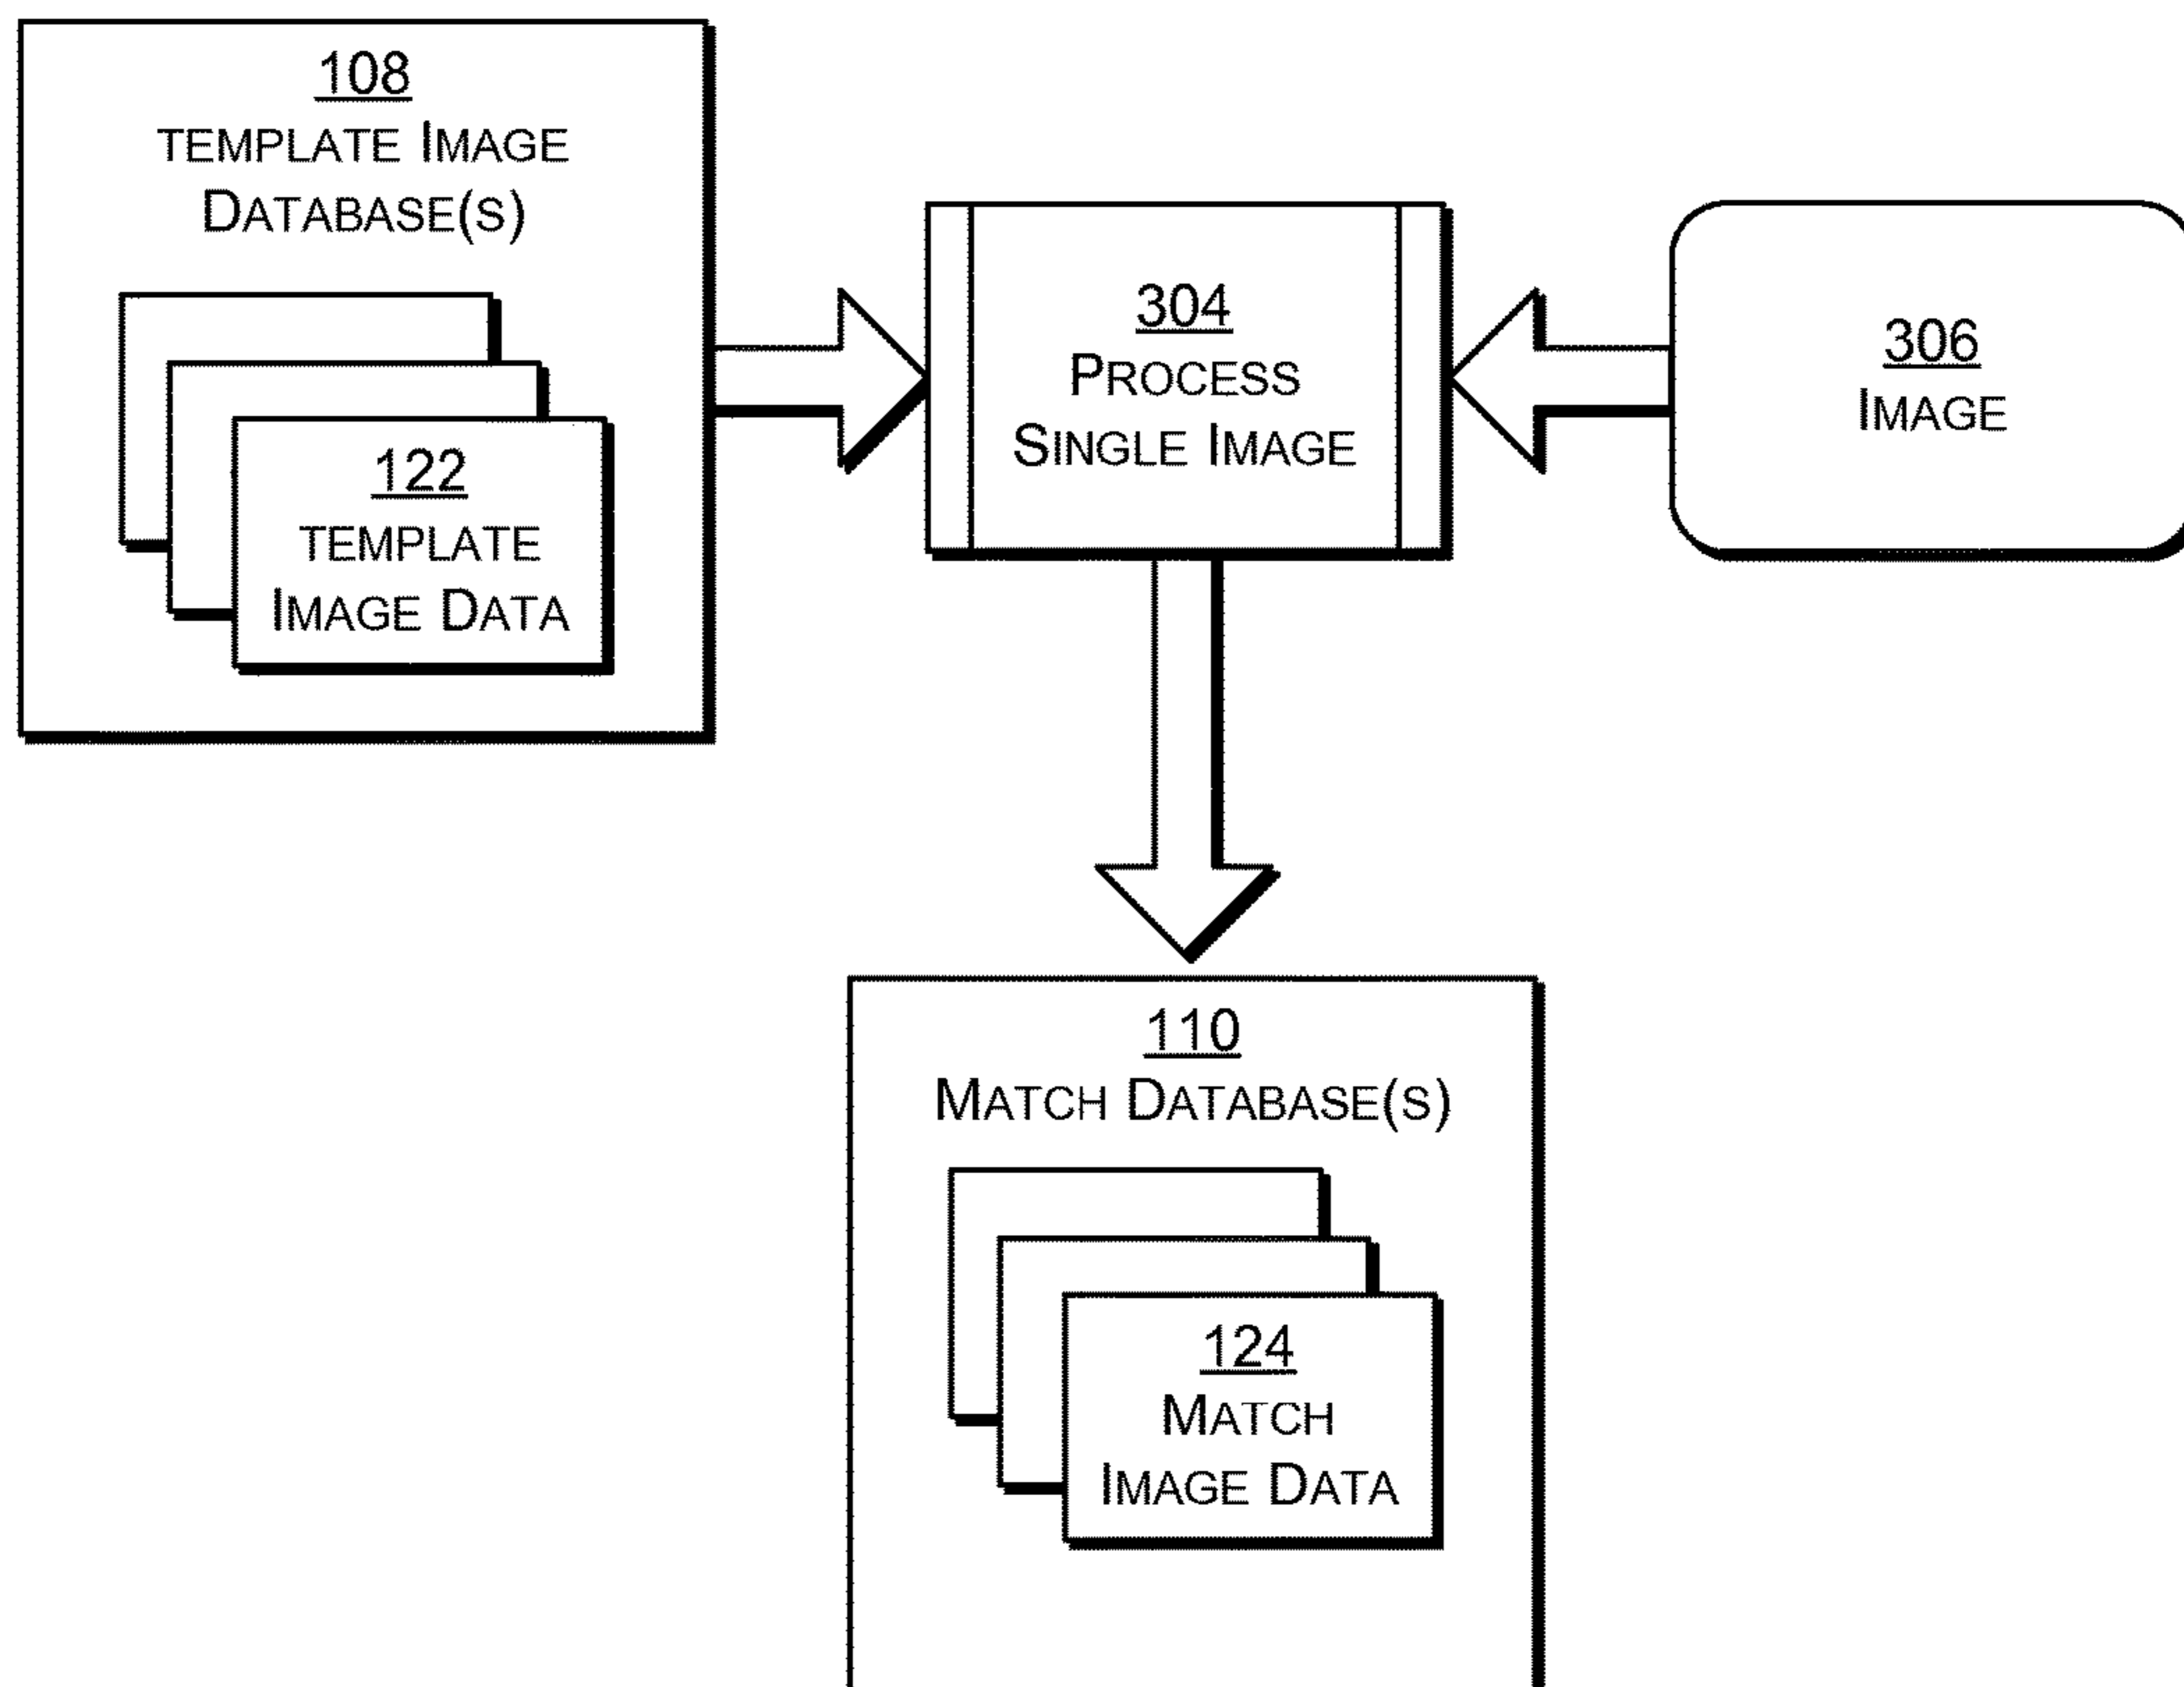 108
TEMPLATE IMAGE
DATABASE(S)
122
TEMPLATE
IMAGE DATA
304
PROCESS
SINGLE IMAGE
306
IMAGE
110
MATCH DATABASE(S)
124
MATCH
IMAGE DATA